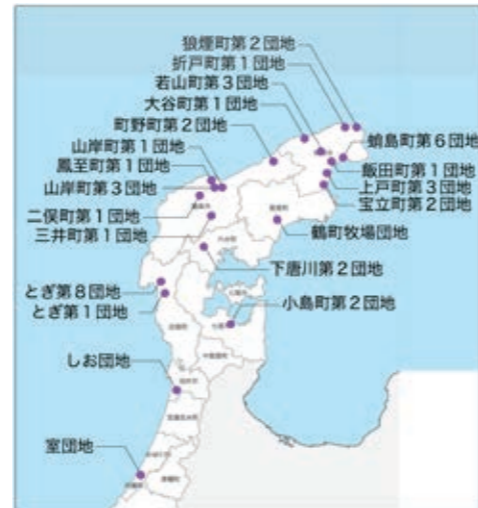 狼煙町第２団地
折戸町第１団地
若山町第３団地
大谷町第１団地
町野町第２団地
山岸町第１団地
鳳至町第１団地
山岸町第３団地
二俣町第１団地
三井町第１団地
蛸島町第６団地
飯田町第１団地
上戸町第３団地
宝立町第２団地
鶴町牧場団地
下唐川第２団地
とぎ第８団地
とぎ第１団地
小島町第２団地
しお団地
室団地